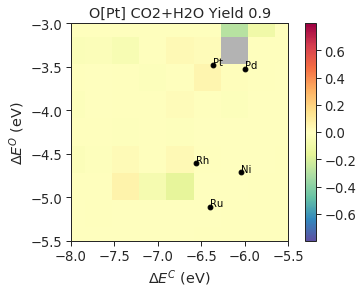 O[Pt] CO2+H2O Yield 0.9
−3.0
−3.5
−4.0
−4.5
−5.0
−5.5
ΔE^O (eV)
Pt
Pd
Rh
Ni
Ru
−8.0 −7.5 −7.0 −6.5 −6.0 −5.5
ΔE^C (eV)
0.6
0.4
0.2
0.0
−0.2
−0.4
−0.6